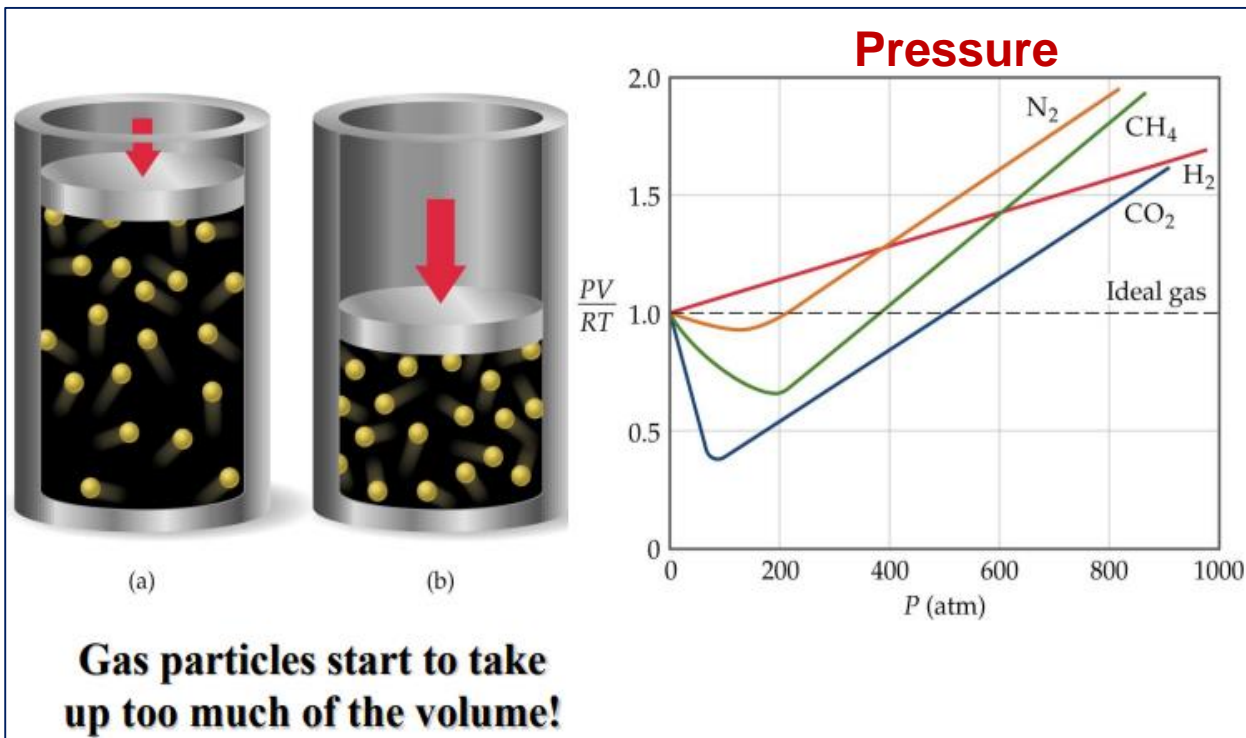 Pressure
2.0
1.5
1.0
0.5
0
PV
RT
N₂
CH₄
H₂
CO₂
Ideal gas
0
200
400
600
800
1000
P (atm)
(a)
(b)
Gas particles start to take
up too much of the volume!